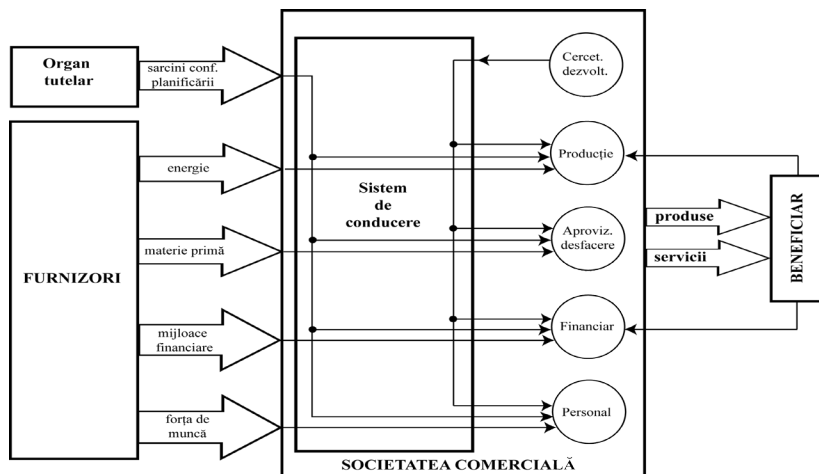 Organ
tutelar
sarcini conf.
planificării
FURNIZORI
energie
materie primă
mijloace
financiare
forța de
muncă
Sistem
de
conducere
Cercet.
dezvolt.
Producție
Aproviz.
desfacere
Financiar
Personal
SOCIETATEA COMERCIALĂ
produse
servicii
BENEFICIAR